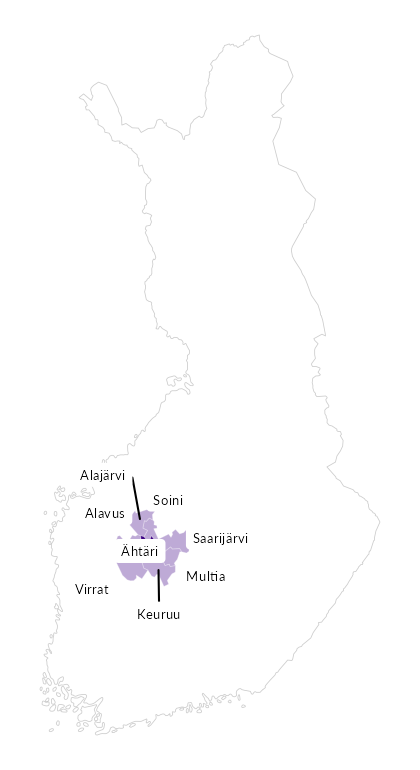 Alajärvi
Soini
Alavus
Saarijärvi
Ähtäri
Multia
Virrat
Keuruu